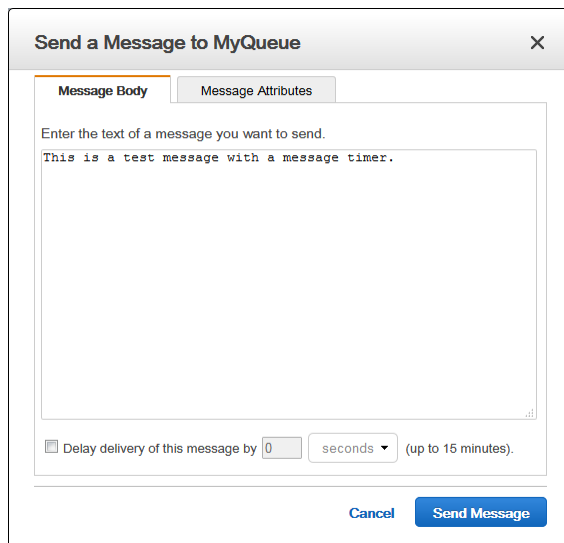 Send a Message to MyQueue
Message Body Message Attributes
Enter the text of a message you want to send.
This is a test message with a message timer.
Delay delivery of this message by 0 seconds (up to 15 minutes).
Cancel Send Message